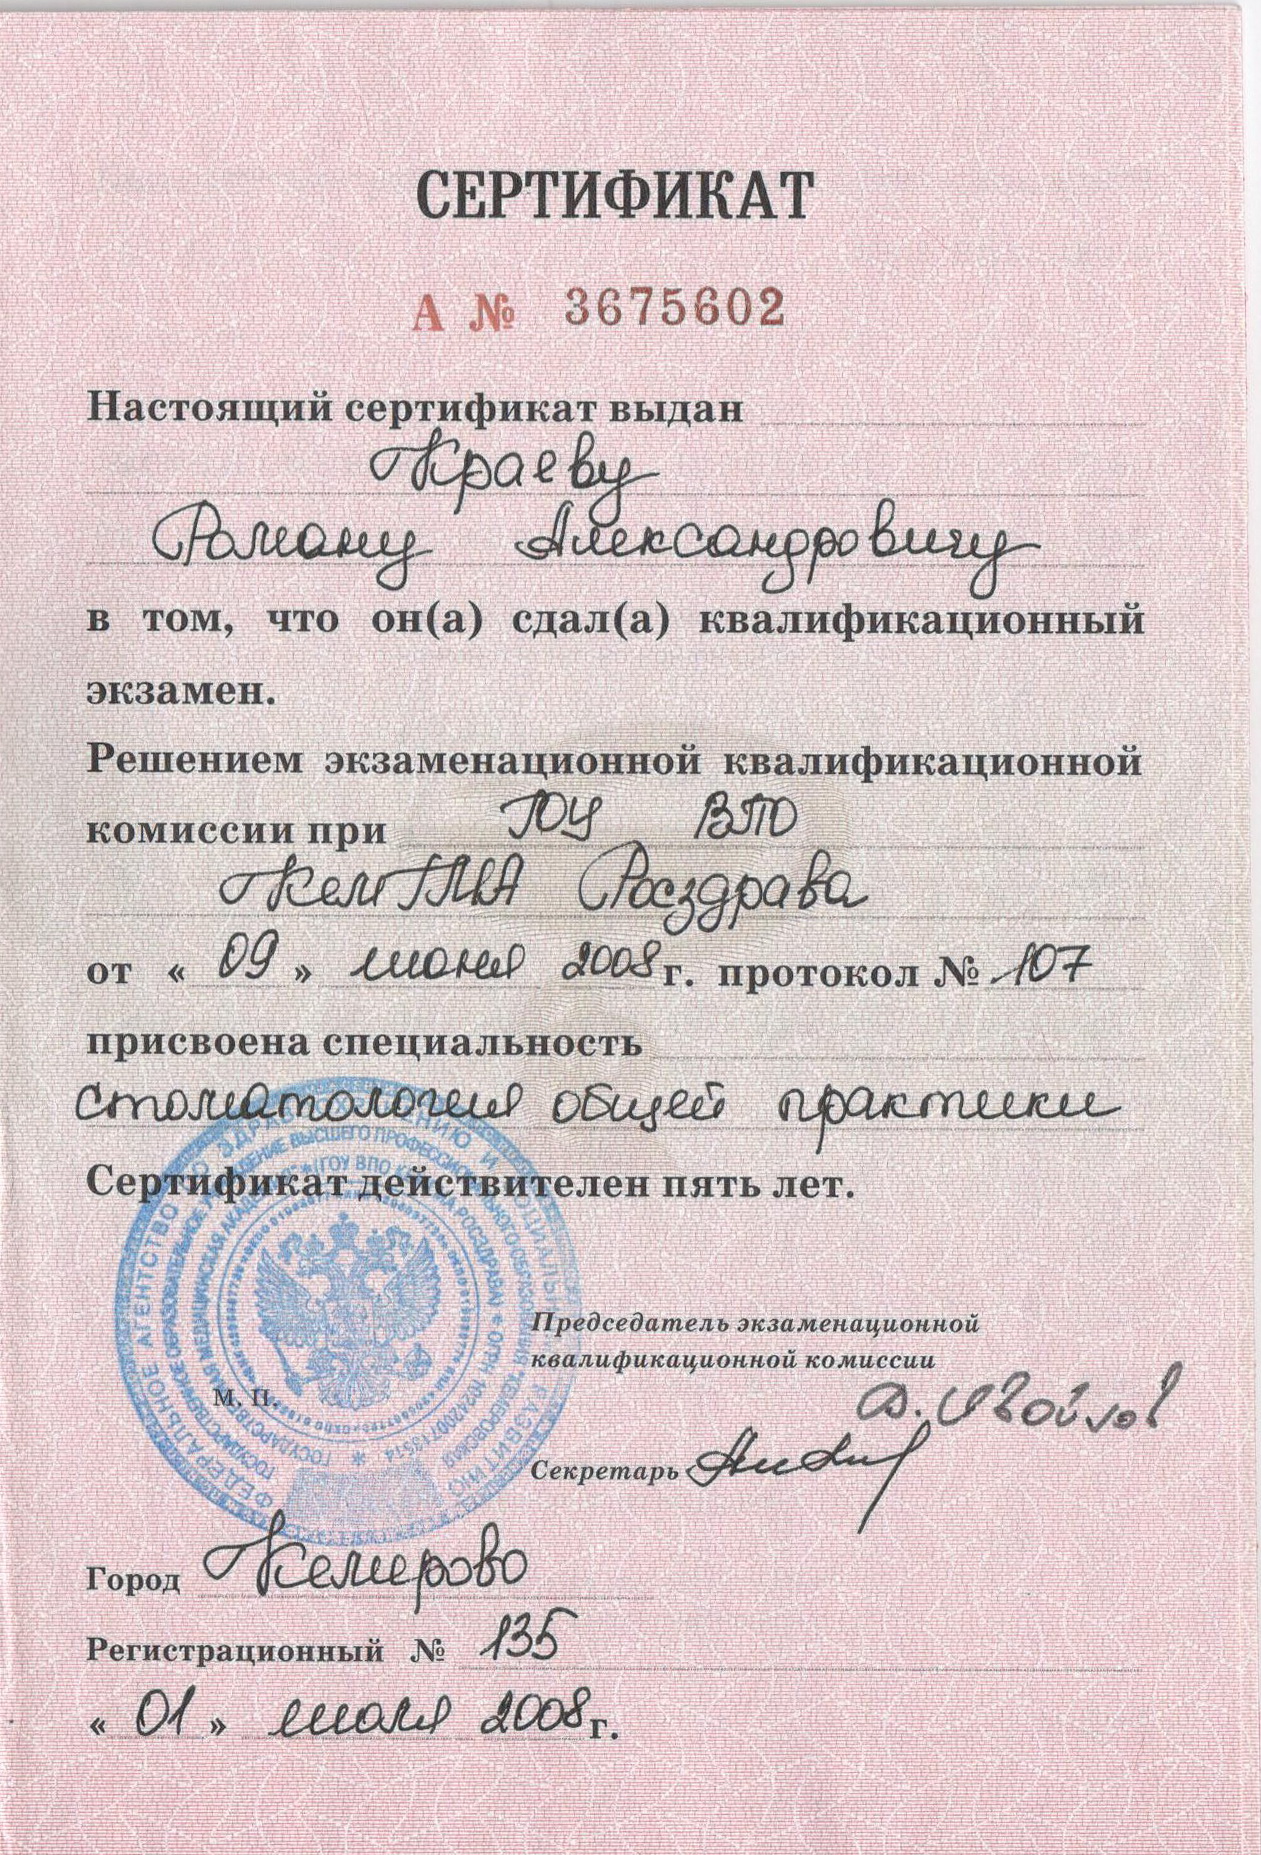 СЕРТИФИКАТ
А № 3675602
Настоящий сертификат выдан
Краеву
Роману Александровичу
в том, что он(а) сдал(а) квалификационный
экзамен.
Решением экзаменационной квалификационной
комиссии при ГОУ ВПО
КемГМА Росздрава
от « 09 » июня 2008 г. протокол № 107
присвоена специальность
стоматология общей практики
Сертификат действителен пять лет.
Председатель экзаменационной
квалификационной комиссии
М. П.
Секретарь
Город Кемерово
Регистрационный № 135
« 01 » июля 2008 г.